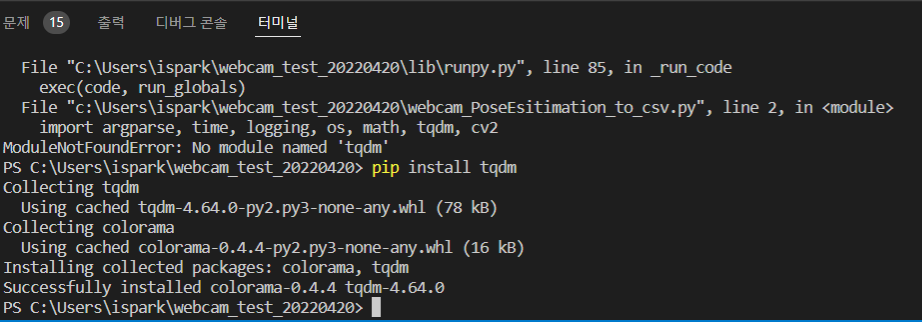 문제 15 출력 디버그 콘솔 터미널
File "C:\Users\ispark\webcam_test_20220420\lib\runpy.py", line 85, in _run_code
exec(code, run_globals)
File "c:\Users\ispark\webcam_test_20220420\webcam_PoseEsitimation_to_csv.py", line 2, in <module>
import argparse, time, logging, os, math, tqdm, cv2
ModuleNotFoundError: No module named 'tqdm'
PS C:\Users\ispark\webcam_test_20220420> pip install tqdm
Collecting tqdm
Using cached tqdm-4.64.0-py2.py3-none-any.whl (78 kB)
Collecting colorama
Using cached colorama-0.4.4-py2.py3-none-any.whl (16 kB)
Installing collected packages: colorama, tqdm
Successfully installed colorama-0.4.4 tqdm-4.64.0
PS C:\Users\ispark\webcam_test_20220420>